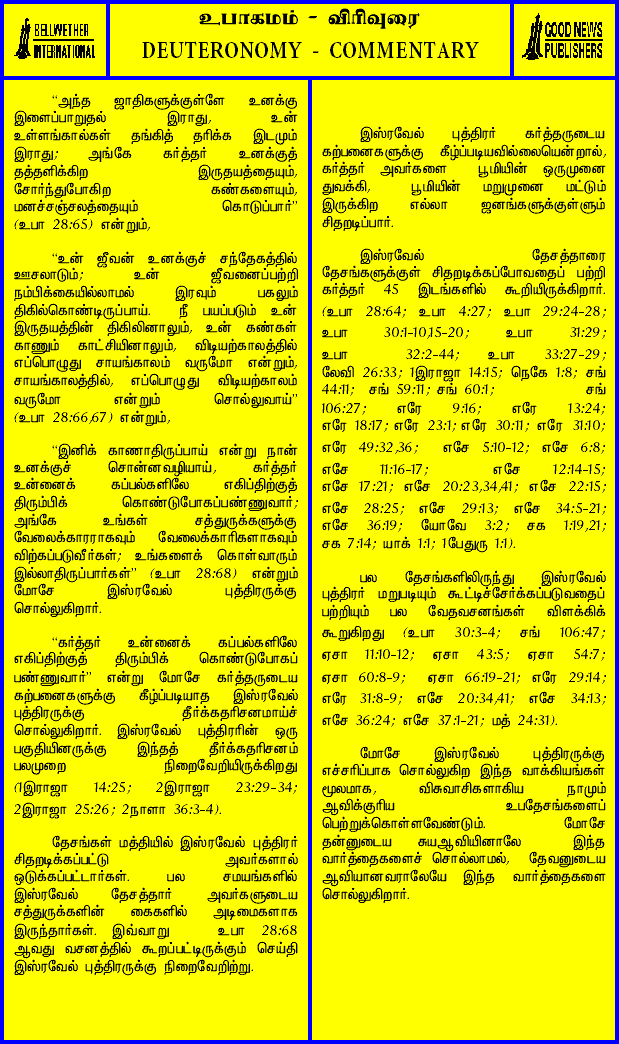 BELLWETHER
INTERNATIONAL
உபாகமம் - விரிவுரை
DEUTERONOMY - COMMENTARY
GOOD NEWS
PUBLISHERS
“அந்த ஜாதிகளுக்குள்ளே உனக்கு
இளைப்பாறுதல் இராது, உன்
உள்ளங்கால்கள் தங்கித் தரிக்க இடமும்
இராது; அங்கே கர்த்தர் உனக்குத்
தத்தளிக்கிற இருதயத்தையும்,
சோர்ந்துபோகிற கண்களையும்,
மனச்சஞ்சலத்தையும் கொடுப்பார்”
(உபா 28:65) என்றும்,
“உன் ஜீவன் உனக்குச் சந்தேகத்தில்
ஊசலாடும்; உன் ஜீவனைப்பற்றி
நம்பிக்கையில்லாமல் இரவும் பகலும்
திகில்கொண்டிருப்பாய். நீ பயப்படும் உன்
இருதயத்தின் திகிலினாலும், உன் கண்கள்
காணும் காட்சியினாலும், விடியற்காலத்தில்
எப்பொழுது சாயங்காலம் வருமோ என்றும்,
சாயங்காலத்தில், எப்பொழுது விடியற்காலம்
வருமோ என்றும் சொல்லுவாய்”
(உபா 28:66,67) என்றும்,
“இனிக் காணாதிருப்பாய் என்று நான்
உனக்குச் சொன்னவழியாய், கர்த்தர்
உன்னைக் கப்பல்களிலே எகிப்திற்குத்
திரும்பிக் கொண்டுபோகப்பண்ணுவார்;
அங்கே உங்கள் சத்துருக்களுக்கு
வேலைக்காரராகவும் வேலைக்காரிகளாகவும்
விற்கப்படுவீர்கள்; உங்களைக் கொள்வாரும்
இல்லாதிருப்பார்கள்” (உபா 28:68) என்றும்
மோசே இஸ்ரவேல் புத்திரருக்கு
சொல்லுகிறார்.
“கர்த்தர் உன்னைக் கப்பல்களிலே
எகிப்திற்குத் திரும்பிக் கொண்டுபோகப்
பண்ணுவார்” என்று மோசே கர்த்தருடைய
கற்பனைகளுக்கு கீழ்ப்படியாத இஸ்ரவேல்
புத்திரருக்கு தீர்க்கதரிசனமாய்ச்
சொல்லுகிறார். இஸ்ரவேல் புத்திரரின் ஒரு
பகுதியினருக்கு இந்தத் தீர்க்கதரிசனம்
பலமுறை நிறைவேறியிருக்கிறது
(1இராஜா 14:25; 2இராஜா 23:29-34;
2இராஜா 25:26; 2நாளா 36:3-4).
தேசங்கள் மத்தியில் இஸ்ரவேல் புத்திரர்
சிதறடிக்கப்பட்டு அவர்களால்
ஒடுக்கப்பட்டார்கள். பல சமயங்களில்
இஸ்ரவேல் தேசத்தார் அவர்களுடைய
சத்துருக்களின் கைகளில் அடிமைகளாக
இருந்தார்கள். இவ்வாறு உபா 28:68
ஆவது வசனத்தில் கூறப்பட்டிருக்கும் செய்தி
இஸ்ரவேல் புத்திரருக்கு நிறைவேறிற்று.
இஸ்ரவேல் புத்திரர் கர்த்தருடைய
கற்பனைகளுக்கு கீழ்ப்படியவில்லையென்றால்,
கர்த்தர் அவர்களை பூமியின் ஒருமுனை
துவக்கி, பூமியின் மறுமுனை மட்டும்
இருக்கிற எல்லா ஜனங்களுக்குள்ளும்
சிதறடிப்பார்.
இஸ்ரவேல் தேசத்தாரை
தேசங்களுக்குள் சிதறடிக்கப்போவதைப் பற்றி
கர்த்தர் 45 இடங்களில் கூறியிருக்கிறார்.
(உபா 28:64; உபா 4:27; உபா 29:24-28;
உபா 30:1-10,15-20; உபா 31:29;
உபா 32:2-44; உபா 33:27-29;
லேவி 26:33; 1இராஜா 14:15; நெகே 1:8; சங்
44:11; சங் 59:11; சங் 60:1; சங்
106:27; எரே 9:16; எரே 13:24;
எரே 18:17; எரே 23:1; எரே 30:11; எரே 31:10;
எரே 49:32,36; எசே 5:10-12; எசே 6:8;
எசே 11:16-17; எசே 12:14-15;
எசே 17:21; எசே 20:23,34,41; எசே 22:15;
எசே 28:25; எசே 29:13; எசே 34:5-21;
எசே 36:19; யோவே 3:2; சக 1:19,21;
சக 7:14; யாக் 1:1; 1பேதுரு 1:1).
பல தேசங்களிலிருந்து இஸ்ரவேல்
புத்திரர் மறுபடியும் கூட்டிச்சேர்க்கப்படுவதைப்
பற்றியும் பல வேதவசனங்கள் விளக்கிக்
கூறுகிறது (உபா 30:3-4; சங் 106:47;
ஏசா 11:10-12; ஏசா 43:5; ஏசா 54:7;
ஏசா 60:8-9; ஏசா 66:19-21; எரே 29:14;
எரே 31:8-9; எசே 20:34,41; எசே 34:13;
எசே 36:24; எசே 37:1-21; மத் 24:31).
மோசே இஸ்ரவேல் புத்திரருக்கு
எச்சரிப்பாக சொல்லுகிற இந்த வாக்கியங்கள்
மூலமாக, விசுவாசிகளாகிய நாமும்
ஆவிக்குரிய உபதேசங்களைப்
பெற்றுக்கொள்ளவேண்டும். மோசே
தன்னுடைய சுயஆவியினாலே இந்த
வார்த்தைகளைச் சொல்லாமல், தேவனுடைய
ஆவியானவராலேயே இந்த வார்த்தைகளை
சொல்லுகிறார்.